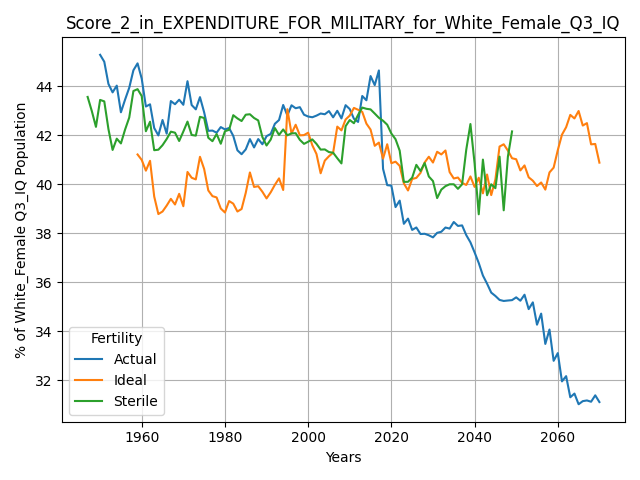 Score_2_in_EXPENDITURE_FOR_MILITARY_for_White_Female_Q3_IQ
% of White_Female Q3_IQ Population
44
42
40
38
36
34
32
Fertility
Actual
Ideal
Sterile
1960 1980 2000 2020 2040 2060
Years